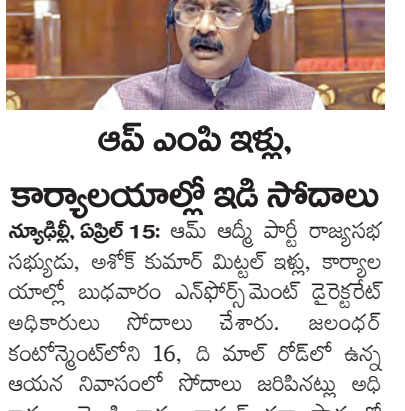 ఆప్ ఎంపి ఇళ్లు,
కార్యాలయాల్లో ఇడి సోదాలు
న్యూఢిల్లీ, ఏప్రిల్ 15: ఆమ్ ఆద్మీ పార్టీ రాజ్యసభ
సభ్యుడు, అశోక్ కుమార్ మిట్టల్ ఇళ్లు, కార్యాల
యాల్లో బుధవారం ఎన్‌ఫోర్స్‌మెంట్ డైరెక్టరేట్
అధికారులు సోదాలు చేశారు. జలంధర్
కంటోన్మెంట్‌లోని 16, ది మాల్ రోడ్‌లో ఉన్న
ఆయన నివాసంలో సోదాలు జరిపినట్లు అధి